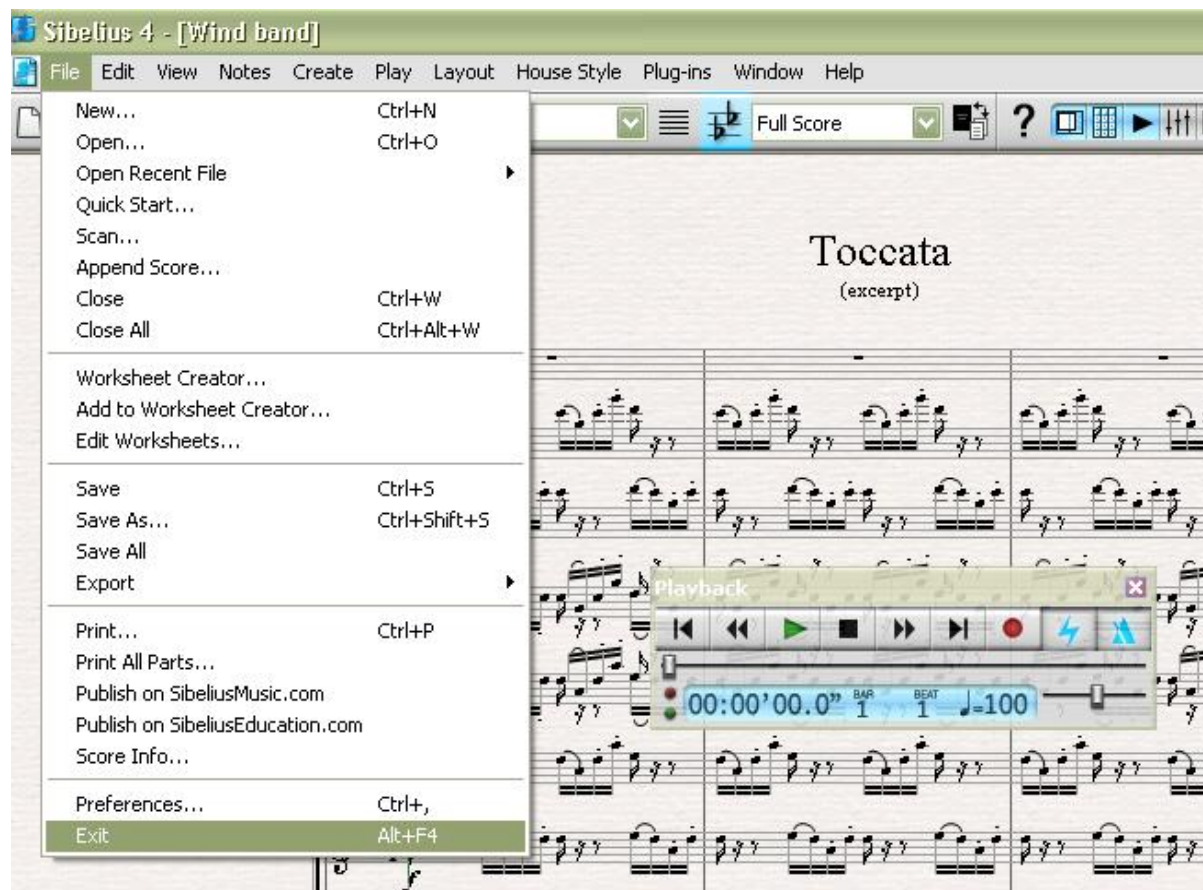 Sibelius 4 - [Wind band]
File Edit View Notes Create Play Layout House Style Plug-ins Window Help
Full Score ?
New... Ctrl+N
Open... Ctrl+O
Open Recent File
Quick Start...
Scan...
Append Score...
Close Ctrl+W
Close All Ctrl+Alt+W
Worksheet Creator...
Add to Worksheet Creator...
Edit Worksheets...
Save Ctrl+S
Save As... Ctrl+Shift+S
Save All
Export
Print... Ctrl+P
Print All Parts...
Publish on SibeliusMusic.com
Publish on SibeliusEducation.com
Score Info...
Preferences... Ctrl+,
Exit Alt+F4
Toccata
(excerpt)
Playback
00:00'00.0" BAR 1 BEAT 1 ♩=100
f